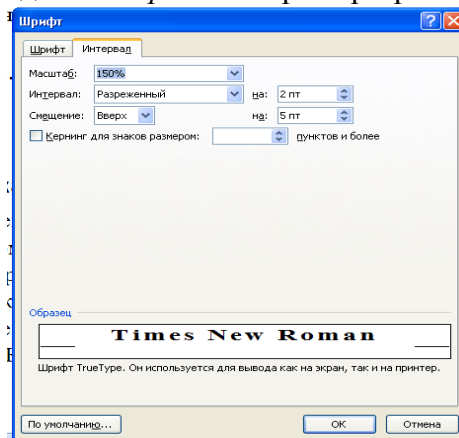 Шрифт
Шрифт Интервал
Масштаб: 150%
Интервал: Разреженный на: 2 пт
Смещение: Вверх на: 5 пт
Кернинг для знаков размером: пунктов и более
Образец
Times New Roman
Шрифт TrueType. Он используется для вывода как на экран, так и на принтер.
По умолчанию... ОК Отмена